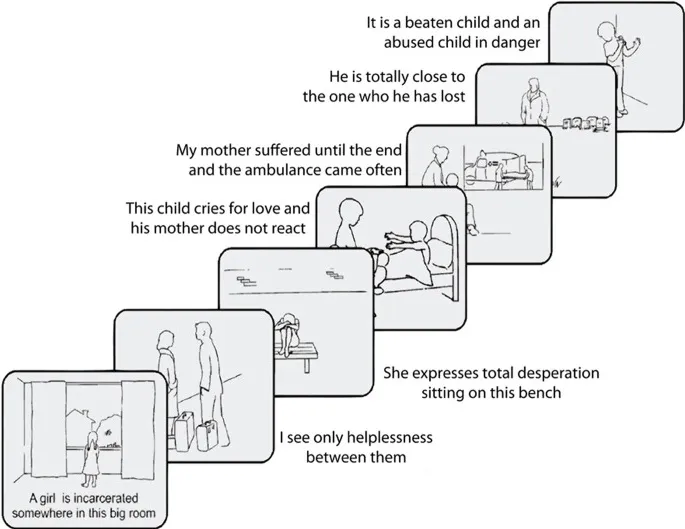 It is a beaten child and an
abused child in danger
He is totally close to
the one who he has lost
My mother suffered until the end
and the ambulance came often
This child cries for love and
his mother does not react
She expresses total desperation
sitting on this bench
I see only helplessness
between them
A girl is incarcerated
somewhere in this big room